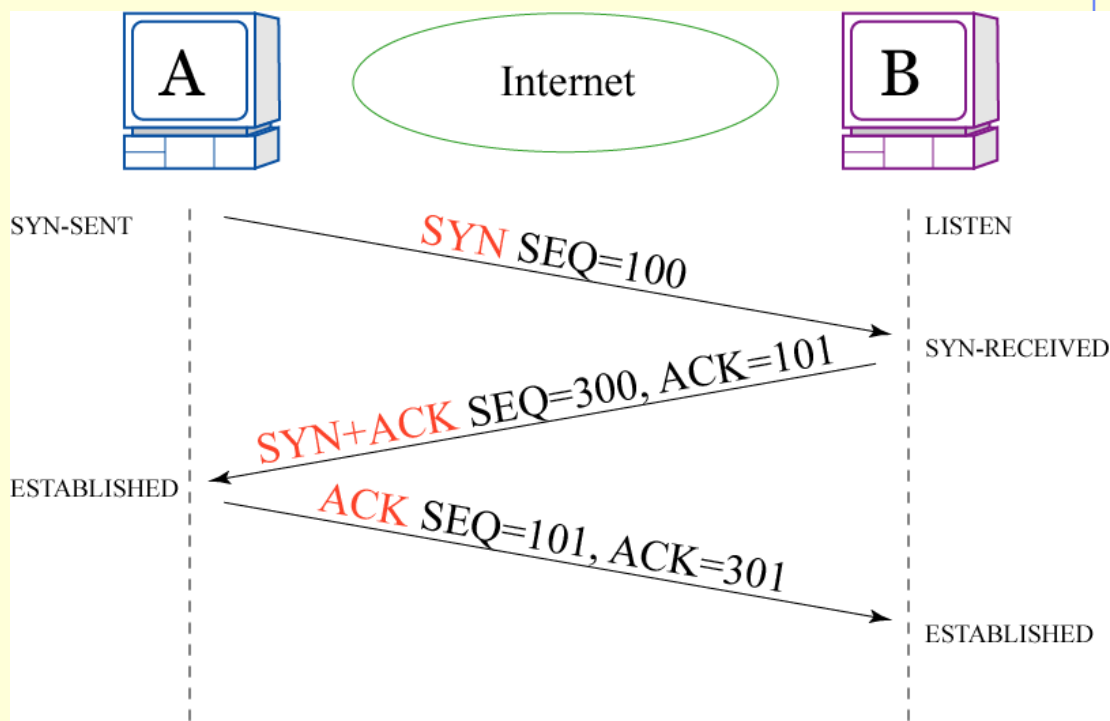 A
Internet
B
SYN-SENT
LISTEN
SYN SEQ=100
SYN-RECEIVED
SYN+ACK SEQ=300, ACK=101
ESTABLISHED
ACK SEQ=101, ACK=301
ESTABLISHED